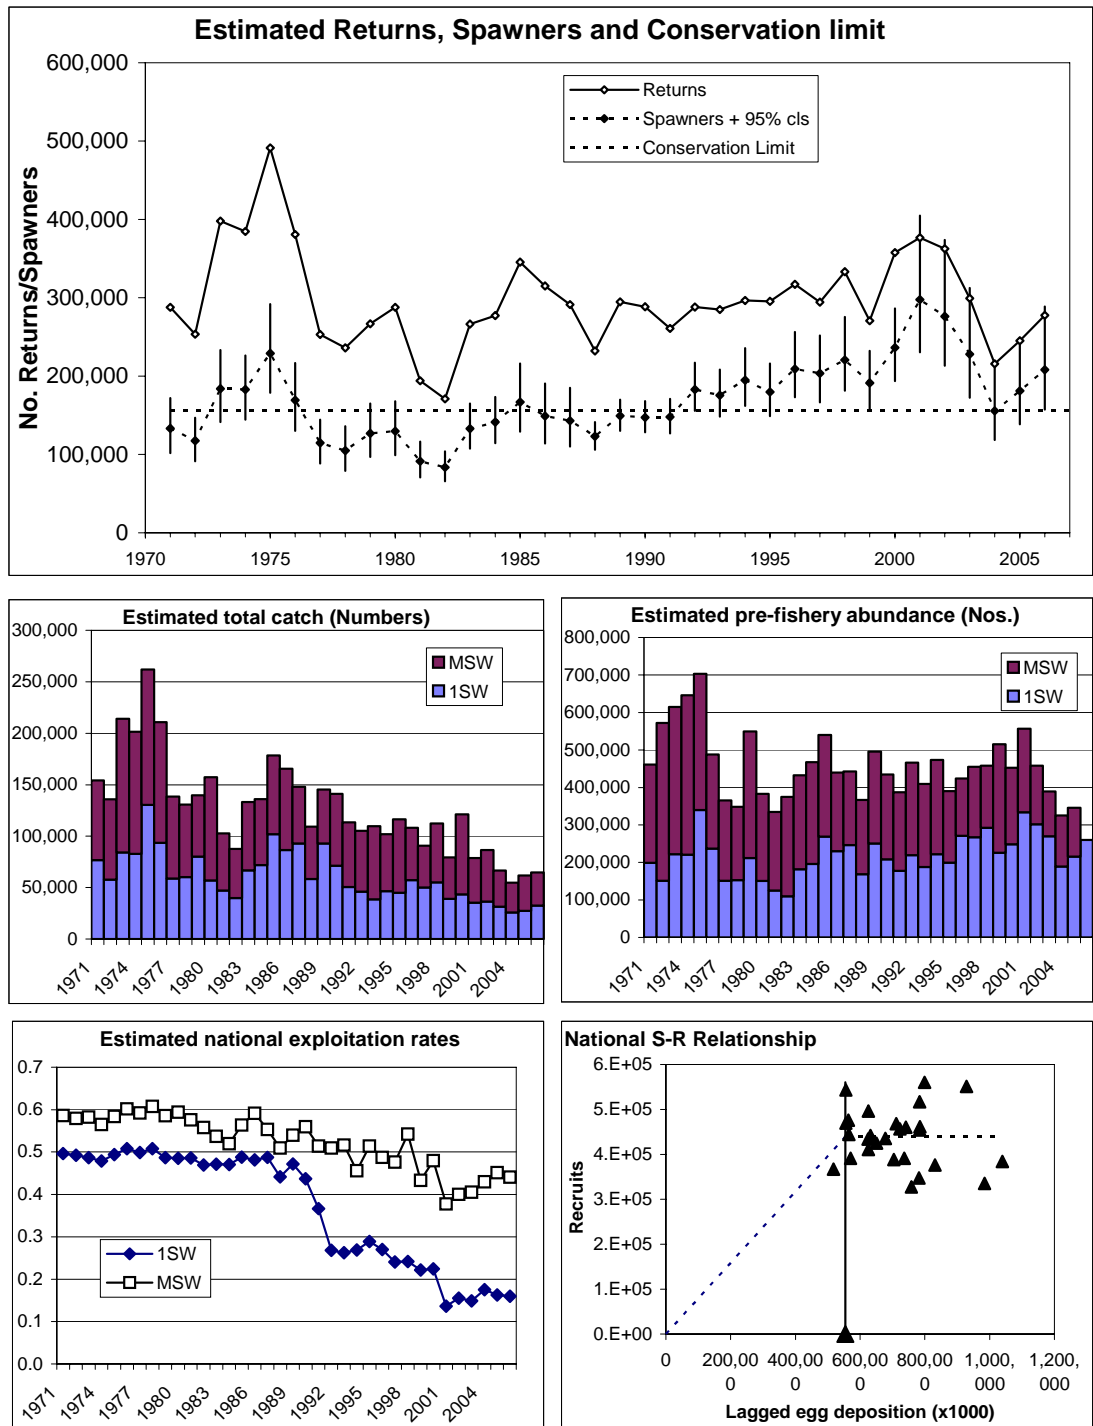 Estimated Returns, Spawners and Conservation limit
No. Returns/Spawners
600,000
500,000
400,000
300,000
200,000
100,000
0
Returns
Spawners + 95% cls
Conservation Limit
1970 1975 1980 1985 1990 1995 2000 2005
Estimated total catch (Numbers)
300,000
250,000
200,000
150,000
100,000
50,000
0
MSW
1SW
1971 1974 1977 1980 1983 1986 1989 1992 1995 1998 2001 2004
Estimated pre-fishery abundance (Nos.)
800,000
700,000
600,000
500,000
400,000
300,000
200,000
100,000
0
MSW
1SW
1971 1974 1977 1980 1983 1986 1989 1992 1995 1998 2001 2004
Estimated national exploitation rates
0.7
0.6
0.5
0.4
0.3
0.2
0.1
0.0
1SW
MSW
1971 1974 1977 1980 1983 1986 1989 1992 1995 1998 2001 2004
National S-R Relationship
Recruits
6.E+05
5.E+05
4.E+05
3.E+05
2.E+05
1.E+05
0.E+00
0 200,00 400,00 600,00 800,00 1,000, 1,200,
0 0 0 0 000 000
Lagged egg deposition (x1000)